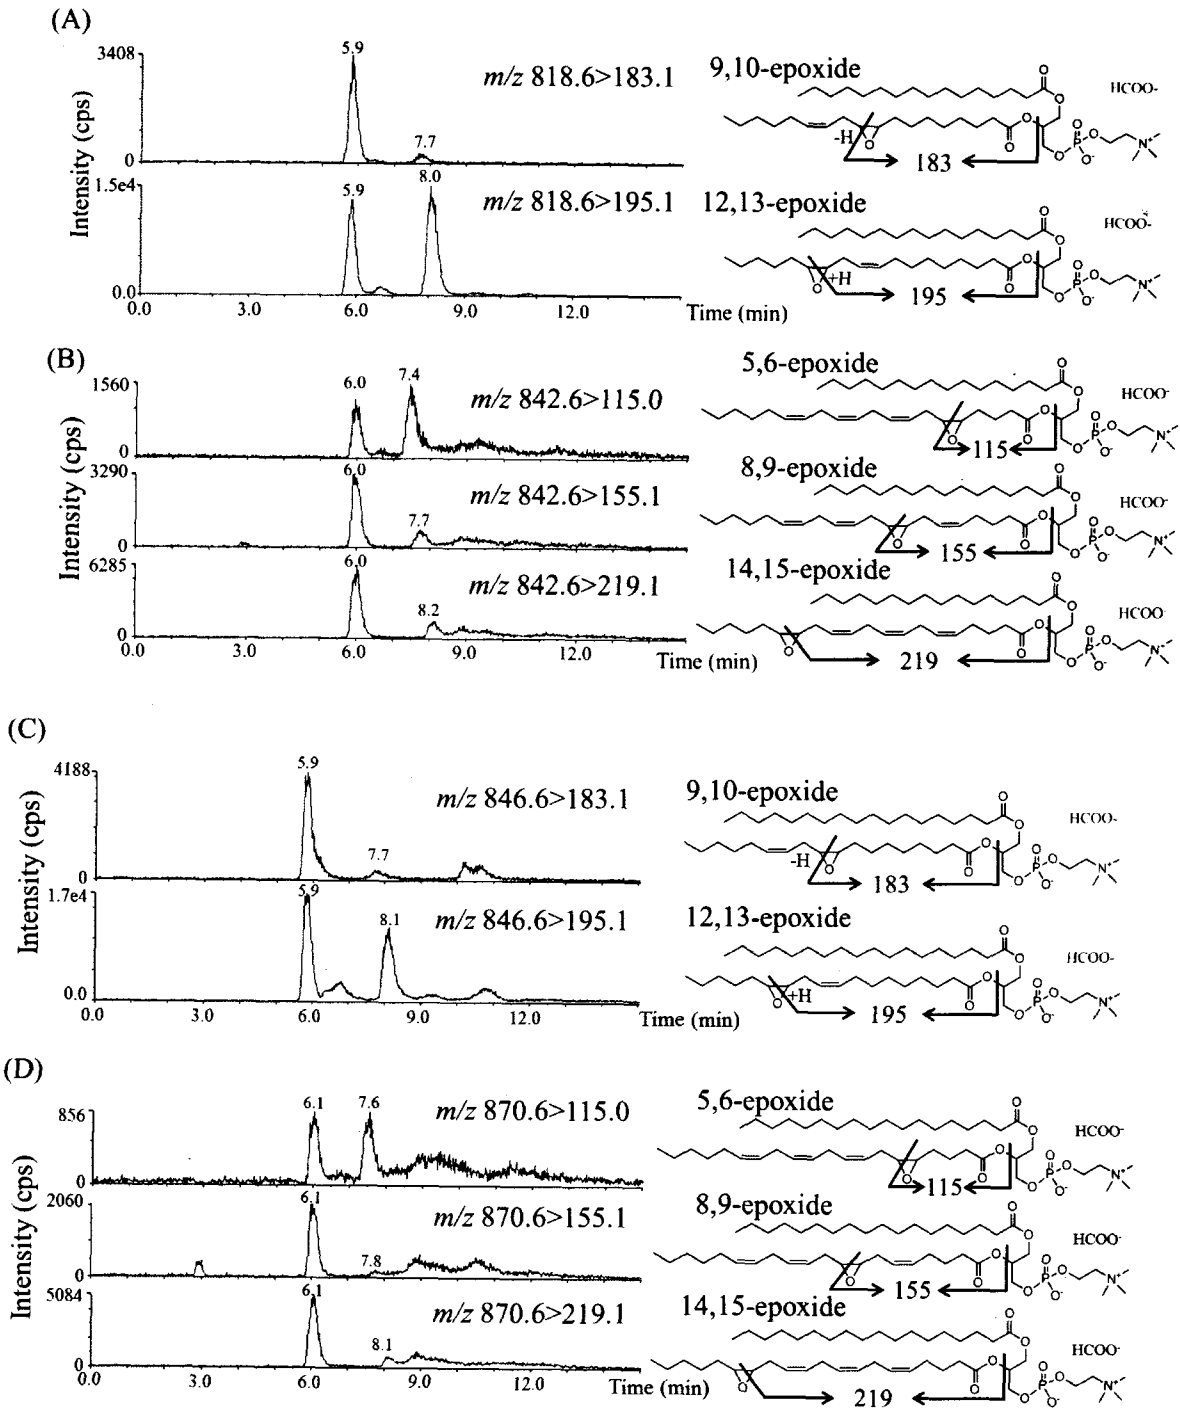 (A)
Intensity (cps)
3408
0
5.9
7.7
m/z 818.6>183.1
9,10-epoxide
HCOO-
-H
O
183
1.5e4
0.0
5.9
8.0
m/z 818.6>195.1
12,13-epoxide
HCOO-
+H
195
0.0 3.0 6.0 9.0 12.0
Time (min)
(B)
Intensity (cps)
1560
0
6.0
7.4
m/z 842.6>115.0
5,6-epoxide
HCOO-
115
3290
0
6.0
7.7
m/z 842.6>155.1
8,9-epoxide
HCOO-
155
6285
0
6.0
8.2
m/z 842.6>219.1
14,15-epoxide
HCOO
219
0 3.0 6.0 9.0 12.0
Time (min)
(C)
Intensity (cps)
4188
0
5.9
7.7
m/z 846.6>183.1
9,10-epoxide
HCOO-
-H
183
1.7e4
0.0
5.9
8.1
m/z 846.6>195.1
12,13-epoxide
HCOO-
+H
195
0.0 3.0 6.0 9.0 12.0
Time (min)
(D)
Intensity (cps)
856
0
6.1
7.6
m/z 870.6>115.0
5,6-epoxide
HCOO-
115
2060
0
6.1
7.8
m/z 870.6>155.1
8,9-epoxide
HCOO-
155
5084
0
6.1
8.1
m/z 870.6>219.1
14,15-epoxide
HCOO-
219
0.0 3.0 6.0 9.0 12.0
Time (min)